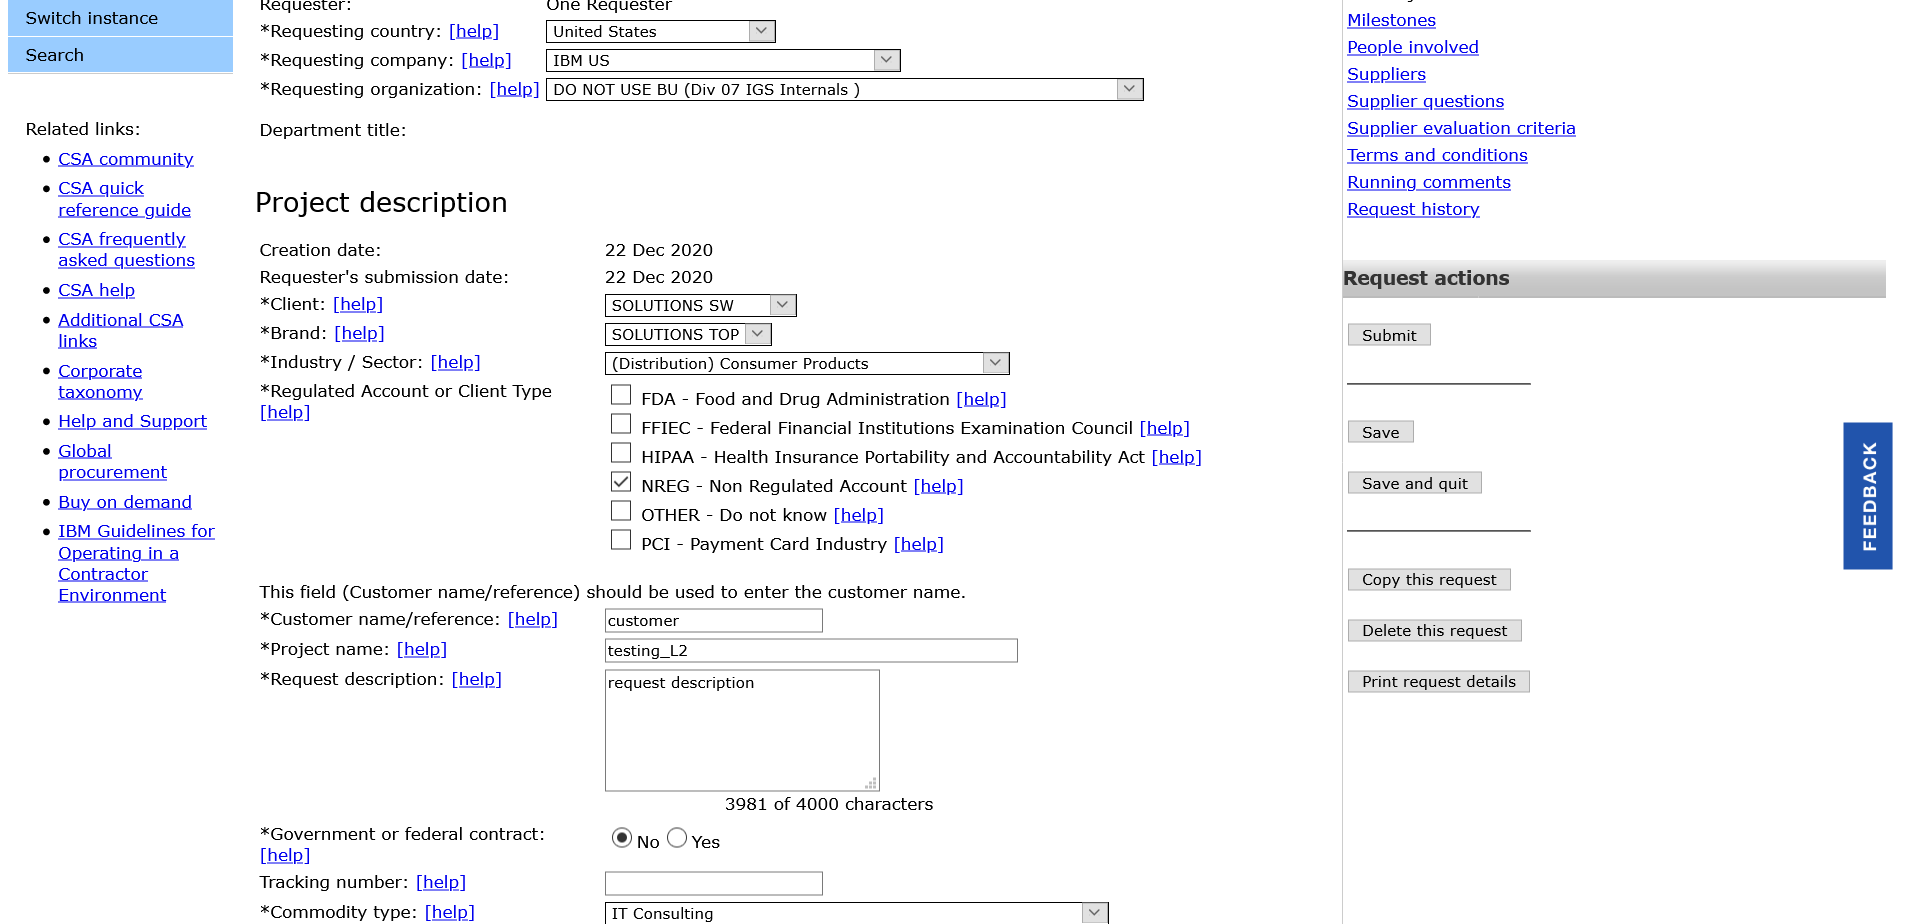 Switch instance
Search
Related links:
CSA community
CSA quick
reference guide
CSA frequently
asked questions
CSA help
Additional CSA
links
Corporate
taxonomy
Help and Support
Global
procurement
Buy on demand
IBM Guidelines for
Operating in a
Contractor
Environment
Requester: One Requester
*Requesting country: [help] United States
*Requesting company: [help] IBM US
*Requesting organization: [help] DO NOT USE BU (Div 07 IGS Internals )
Department title:
Project description
Creation date: 22 Dec 2020
Requester's submission date: 22 Dec 2020
*Client: [help] SOLUTIONS SW
*Brand: [help] SOLUTIONS TOP
*Industry / Sector: [help] (Distribution) Consumer Products
*Regulated Account or Client Type
[help]
FDA - Food and Drug Administration [help]
FFIEC - Federal Financial Institutions Examination Council [help]
HIPAA - Health Insurance Portability and Accountability Act [help]
NREG - Non Regulated Account [help]
OTHER - Do not know [help]
PCI - Payment Card Industry [help]
This field (Customer name/reference) should be used to enter the customer name.
*Customer name/reference: [help] customer
*Project name: [help] testing_L2
*Request description: [help] request description
3981 of 4000 characters
*Government or federal contract:
[help]
No Yes
Tracking number: [help]
*Commodity type: [help] IT Consulting
Milestones
People involved
Suppliers
Supplier questions
Supplier evaluation criteria
Terms and conditions
Running comments
Request history
Request actions
Submit
Save
Save and quit
Copy this request
Delete this request
Print request details
FEEDBACK